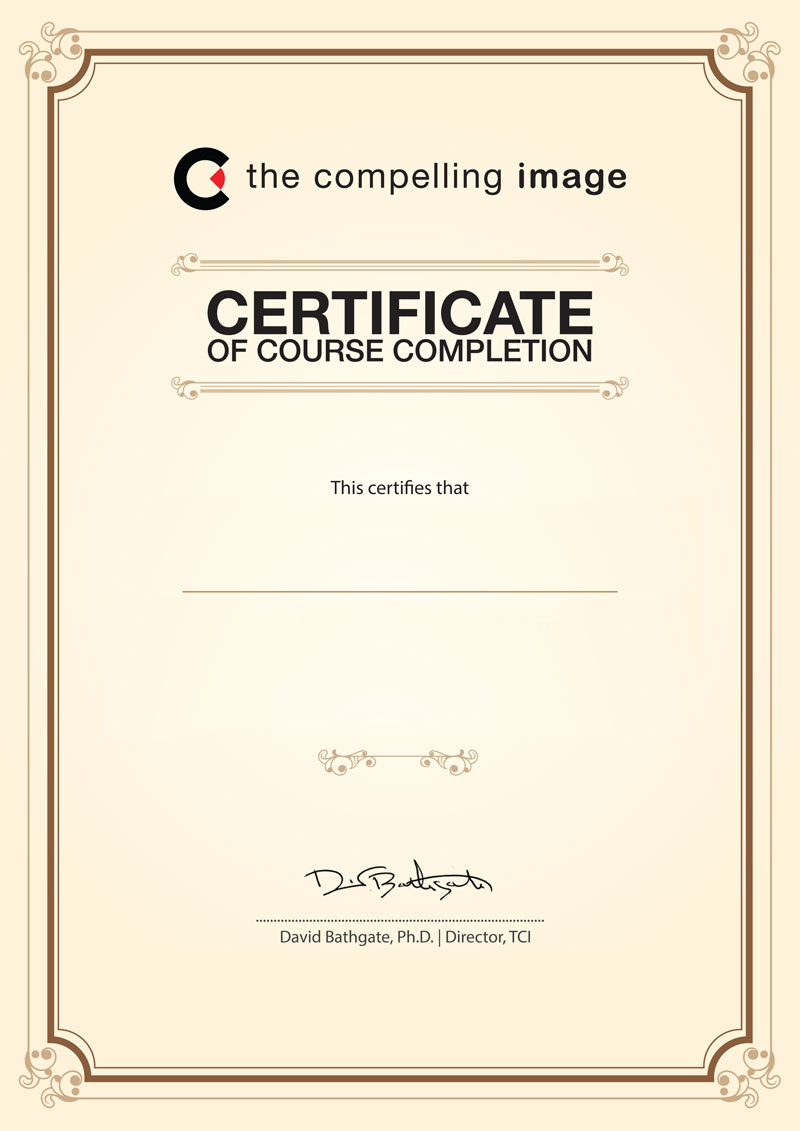 the compelling image
CERTIFICATE
OF COURSE COMPLETION
This certifies that
D. Bathgate
David Bathgate, Ph.D. | Director, TCI